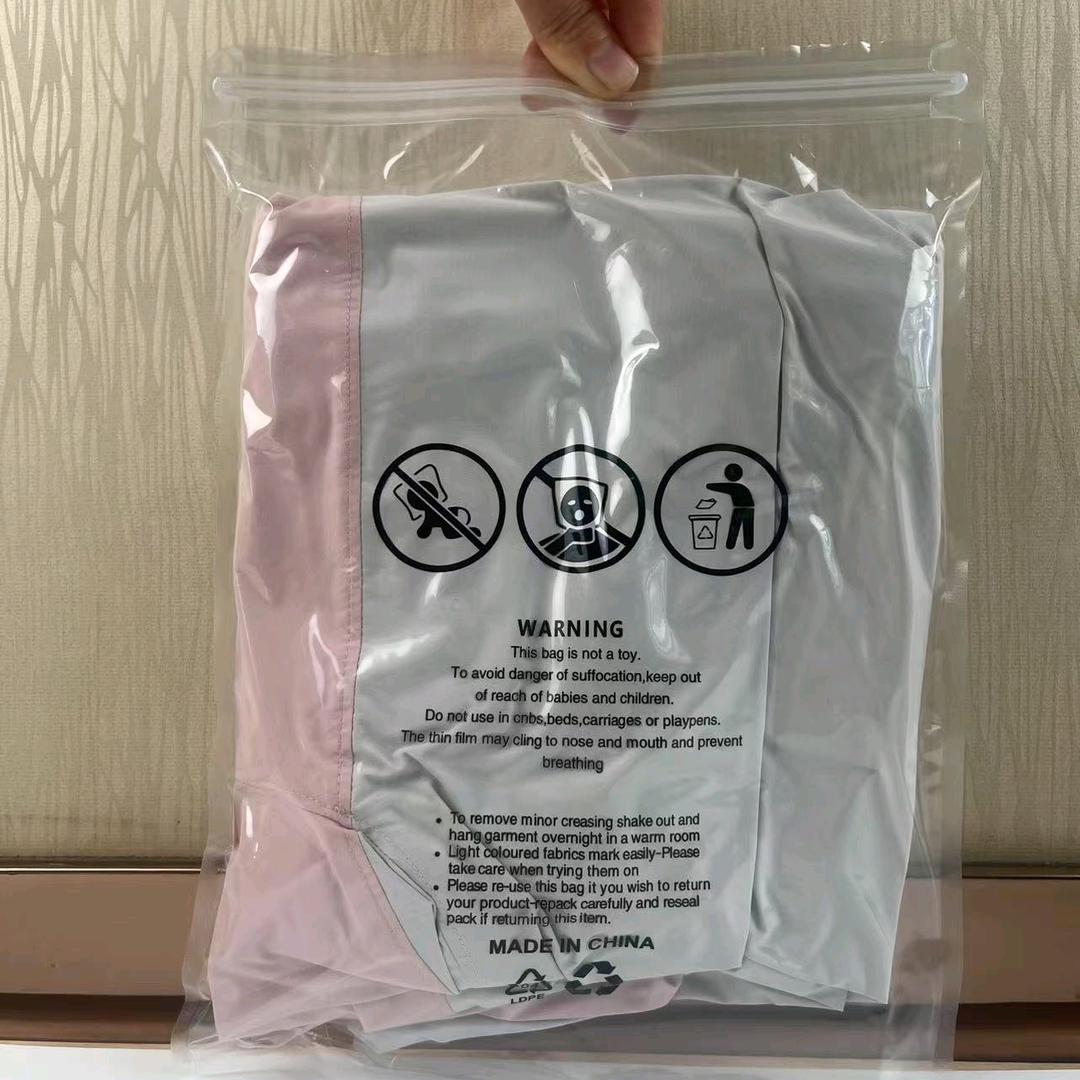 WARNING
This bag is not a toy.
To avoid danger of suffocation,keep out
of reach of babies and children.
Do not use in cnbs,beds,carriages or playpens.
The thin film may cling to nose and mouth and prevent
breathing
• To remove minor creasing shake out and
hang garment overnight in a warm room
• Light coloured fabrics mark easily-Please
take care when trying them on
• Please re-use this bag it you wish to return
your product-repack carefully and reseal
pack if returning this item.
MADE IN CHINA
LDPE